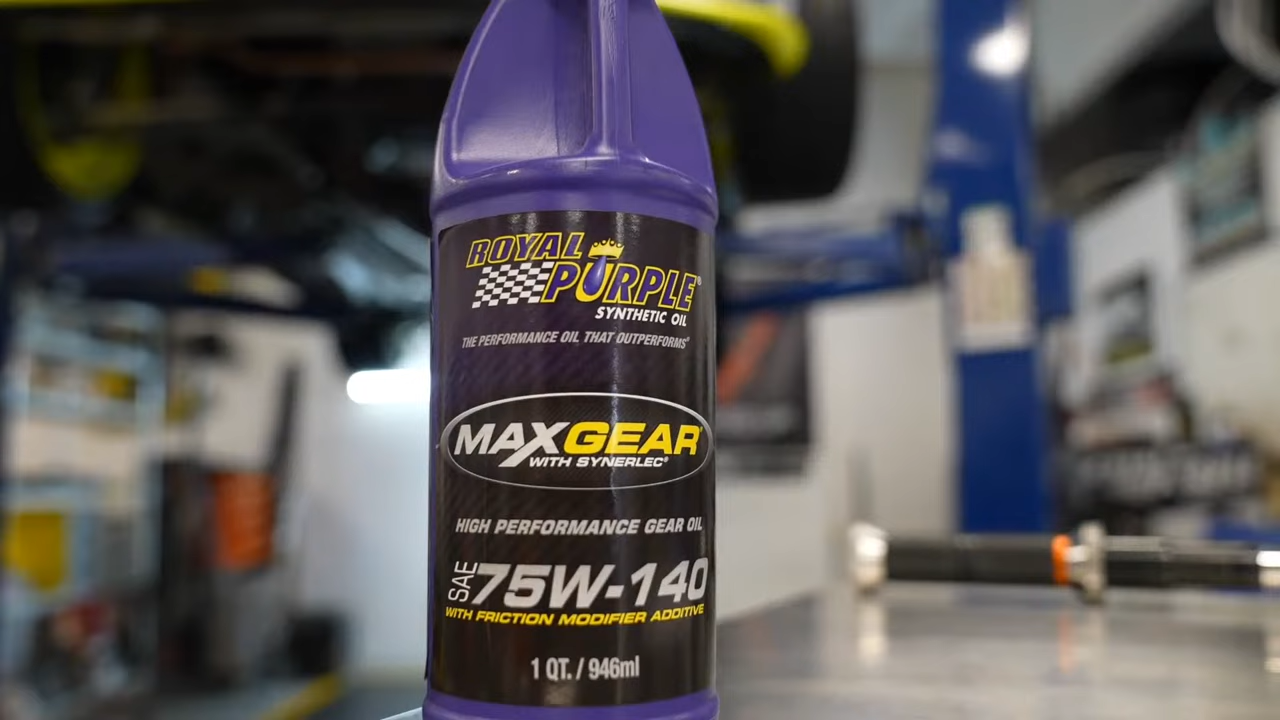 ROYAL
PURPLE®
SYNTHETIC OIL
THE PERFORMANCE OIL THAT OUTPERFORMS®
MAXGEAR®
WITH SYNERLEC®
HIGH PERFORMANCE GEAR OIL
SAE 75W-140
WITH FRICTION MODIFIER ADDITIVE
1 QT. / 946ml